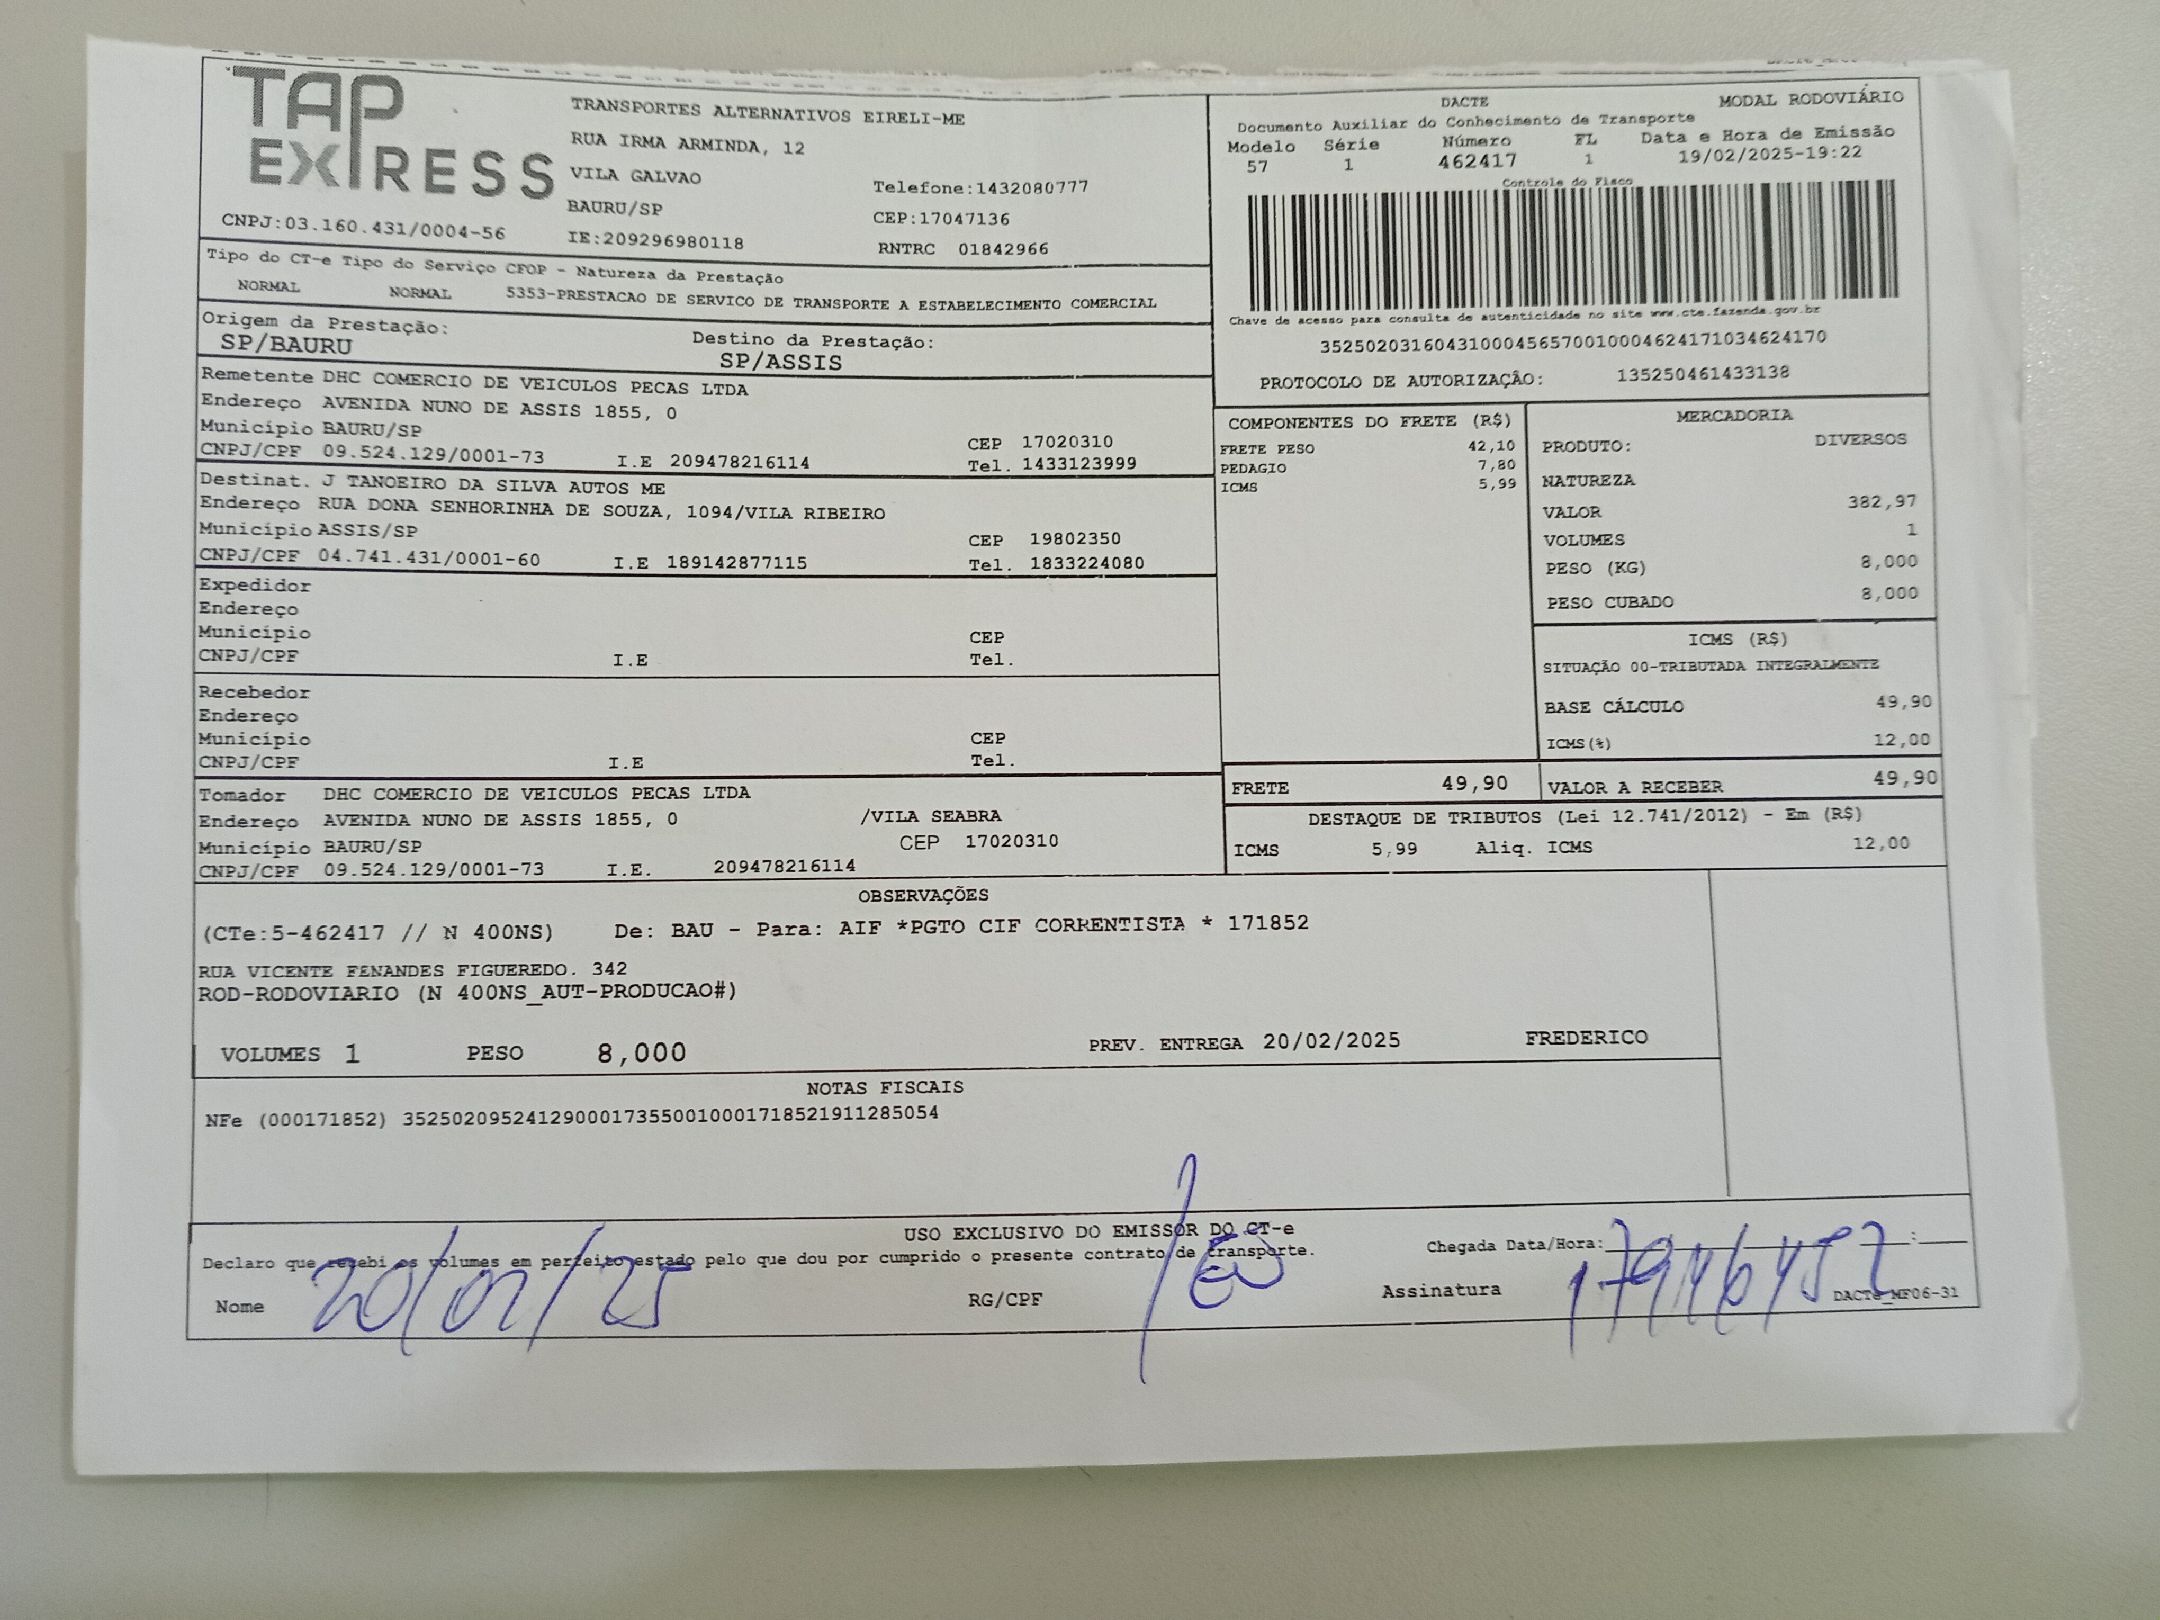 TAP
EXPRESS
CNPJ:03.160.431/0004-56
TRANSPORTES ALTERNATIVOS EIRELI-ME
RUA IRMA ARMINDA, 12
VILA GALVAO
BAURU/SP
IE:209296980118
Telefone:1432080777
CEP:17047136
RNTRC 01842966
DACTE MODAL RODOVIÁRIO
Documento Auxiliar do Conhecimento de Transporte
Modelo Série Número FL Data e Hora de Emissão
57 1 462417 1 19/02/2025-19:22
Controle do Fisco
Chave de acesso para consulta de autenticidade no site www.cte.fazenda.gov.br
35250203160431000456570010004624171034624170
PROTOCOLO DE AUTORIZAÇÃO: 135250461433138
Tipo do CT-e Tipo do Serviço CFOP - Natureza da Prestação
NORMAL NORMAL 5353-PRESTACAO DE SERVICO DE TRANSPORTE A ESTABELECIMENTO COMERCIAL
Origem da Prestação: Destino da Prestação:
SP/BAURU SP/ASSIS
Remetente DHC COMERCIO DE VEICULOS PECAS LTDA
Endereço AVENIDA NUNO DE ASSIS 1855, 0
Município BAURU/SP CEP 17020310
CNPJ/CPF 09.524.129/0001-73 I.E 209478216114 Tel. 1433123999
Destinat. J TANOEIRO DA SILVA AUTOS ME
Endereço RUA DONA SENHORINHA DE SOUZA, 1094/VILA RIBEIRO
Município ASSIS/SP CEP 19802350
CNPJ/CPF 04.741.431/0001-60 I.E 189142877115 Tel. 1833224080
Expedidor
Endereço
Município CEP
CNPJ/CPF I.E Tel.
Recebedor
Endereço
Município CEP
CNPJ/CPF I.E Tel.
Tomador DHC COMERCIO DE VEICULOS PECAS LTDA
Endereço AVENIDA NUNO DE ASSIS 1855, 0 /VILA SEABRA
Município BAURU/SP CEP 17020310
CNPJ/CPF 09.524.129/0001-73 I.E. 209478216114
COMPONENTES DO FRETE (R$)
FRETE PESO 42,10
PEDAGIO 7,80
ICMS 5,99
MERCADORIA
PRODUTO: DIVERSOS
NATUREZA
VALOR 382,97
VOLUMES 1
PESO (KG) 8,000
PESO CUBADO 8,000
ICMS (R$)
SITUAÇÃO 00-TRIBUTADA INTEGRALMENTE
BASE CÁLCULO 49,90
ICMS(%) 12,00
FRETE 49,90 VALOR A RECEBER 49,90
DESTAQUE DE TRIBUTOS (Lei 12.741/2012) - Em (R$)
ICMS 5,99 Aliq. ICMS 12,00
OBSERVAÇÕES
(CTe:5-462417 // N 400NS) De: BAU - Para: AIF *PGTO CIF CORRENTISTA * 171852
RUA VICENTE FENANDES FIGUEREDO. 342
ROD-RODOVIARIO (N 400NS_AUT-PRODUCAO#)
VOLUMES 1 PESO 8,000 PREV. ENTREGA 20/02/2025 FREDERICO
NOTAS FISCAIS
NFe (000171852) 35250209524129000173550010001718521911285054
USO EXCLUSIVO DO EMISSOR DO CT-e
Declaro que recebi os volumes em perfeito estado pelo que dou por cumprido o presente contrato de transporte.
Chegada Data/Hora: :
Nome 20/02/25 RG/CPF Assinatura
DACTe_MF06-31